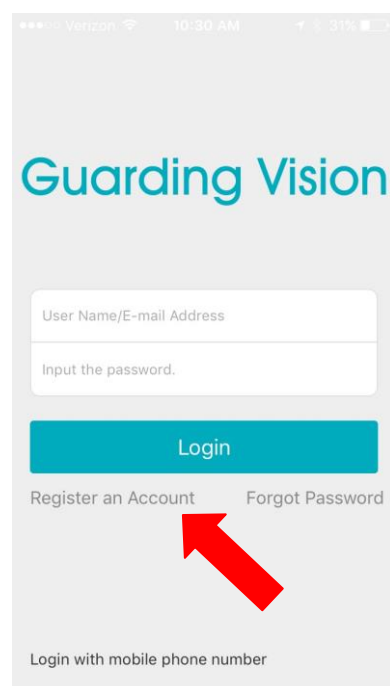 Verizon 10:30 AM 31%
Guarding Vision
User Name/E-mail Address
Input the password.
Login
Register an Account Forgot Password
Login with mobile phone number